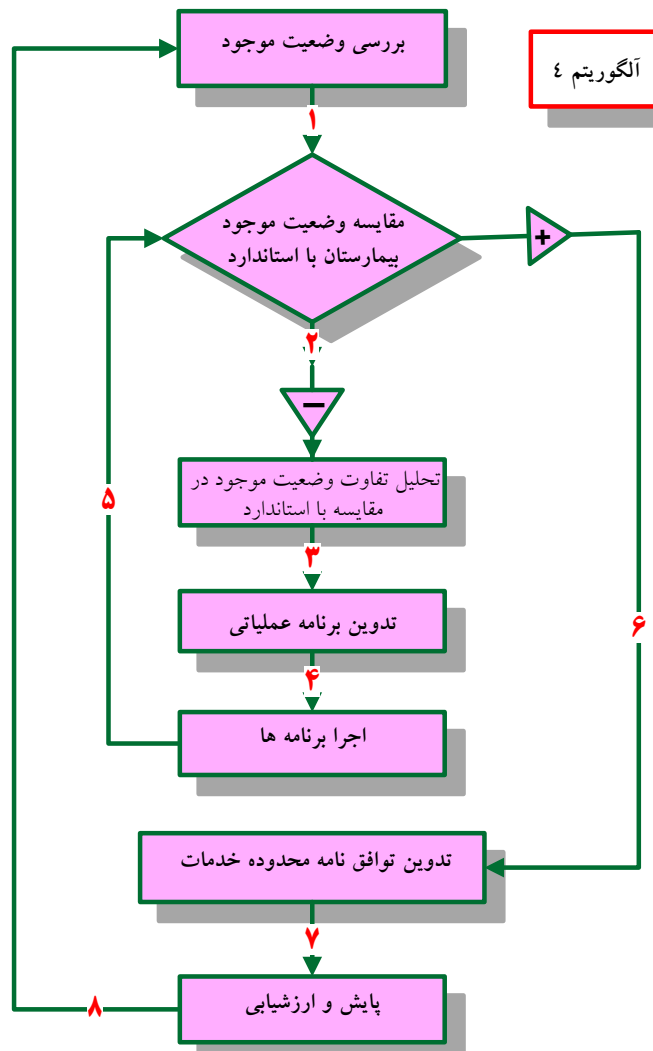 بررسی وضعیت موجود
آلگوریتم ٤
۱
مقایسه وضعیت موجود
بیمارستان با استاندارد
+
۲
−
تحلیل تفاوت وضعیت موجود در
مقایسه با استاندارد
۵
۳
تدوین برنامه عملیاتی
۶
۴
اجرا برنامه ها
تدوین توافق نامه محدوده خدمات
۷
پایش و ارزشیابی
۸